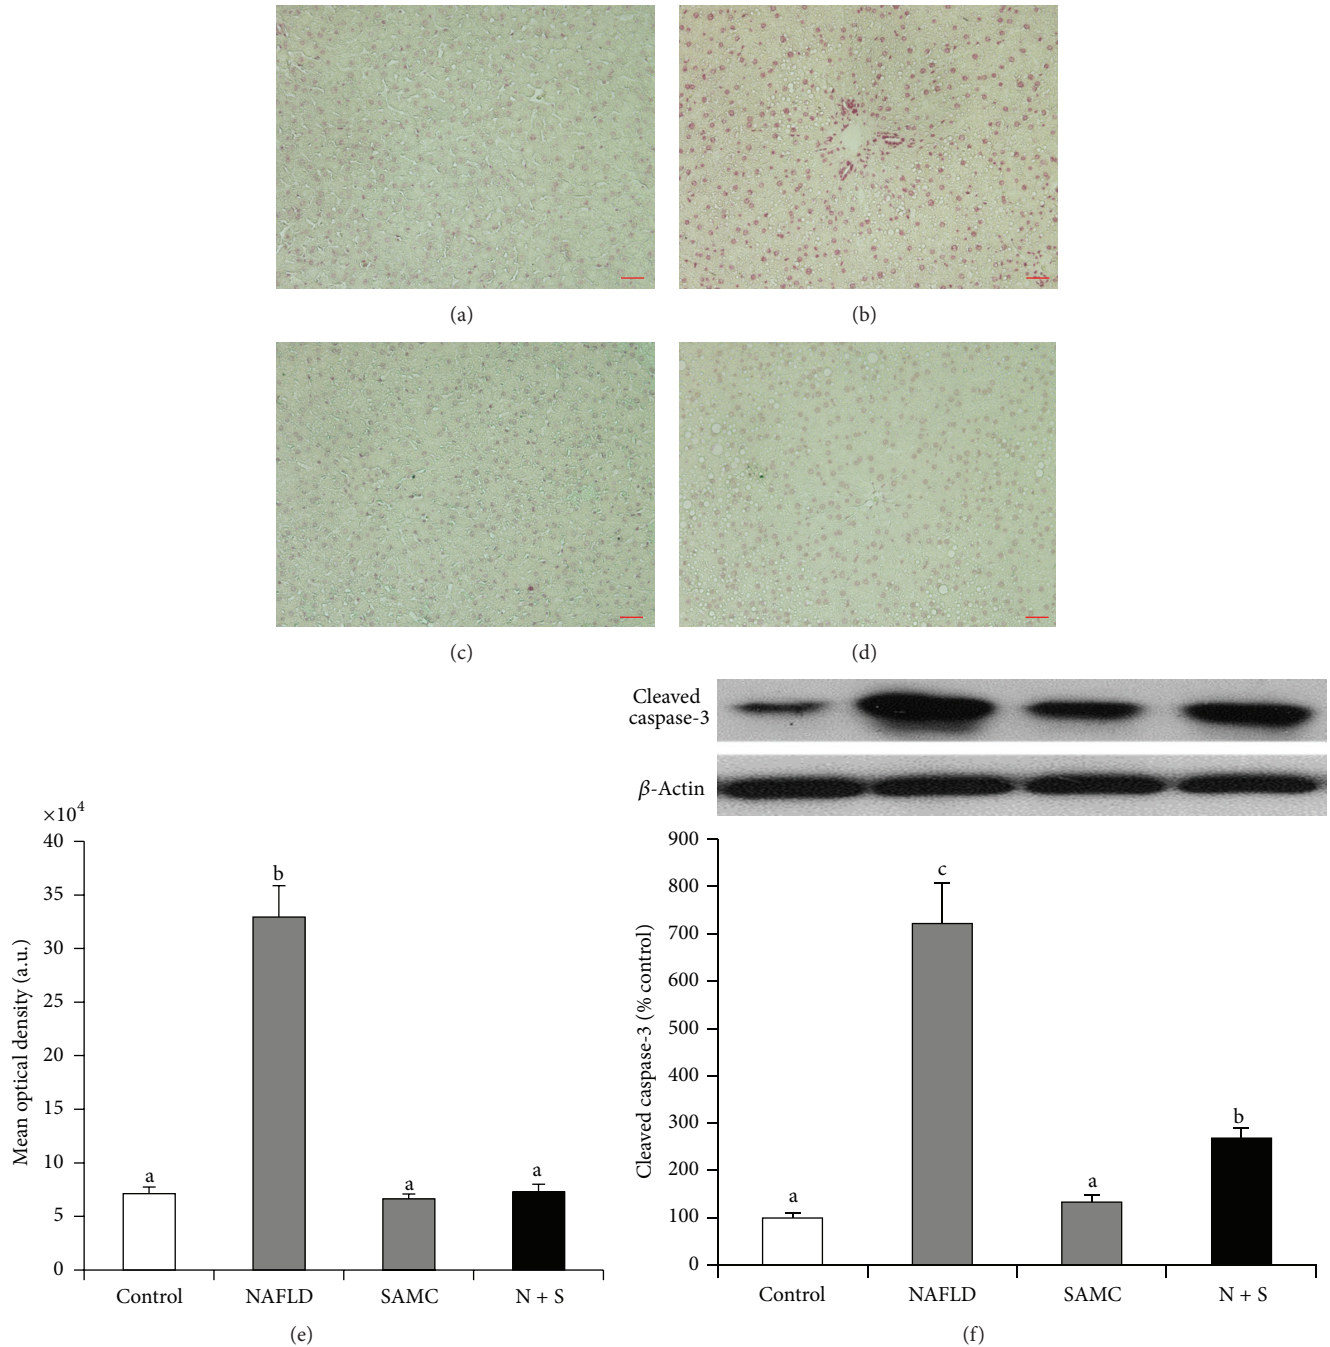 (a)
(b)
(c)
(d)
Cleaved
caspase-3
β-Actin
×10⁴
40
35
30
25
20
15
10
5
0
Mean optical density (a.u.)
a
b
a
a
Control
NAFLD
SAMC
N + S
(e)
900
800
700
600
500
400
300
200
100
0
Cleaved caspase-3 (% control)
a
c
a
b
Control
NAFLD
SAMC
N + S
(f)